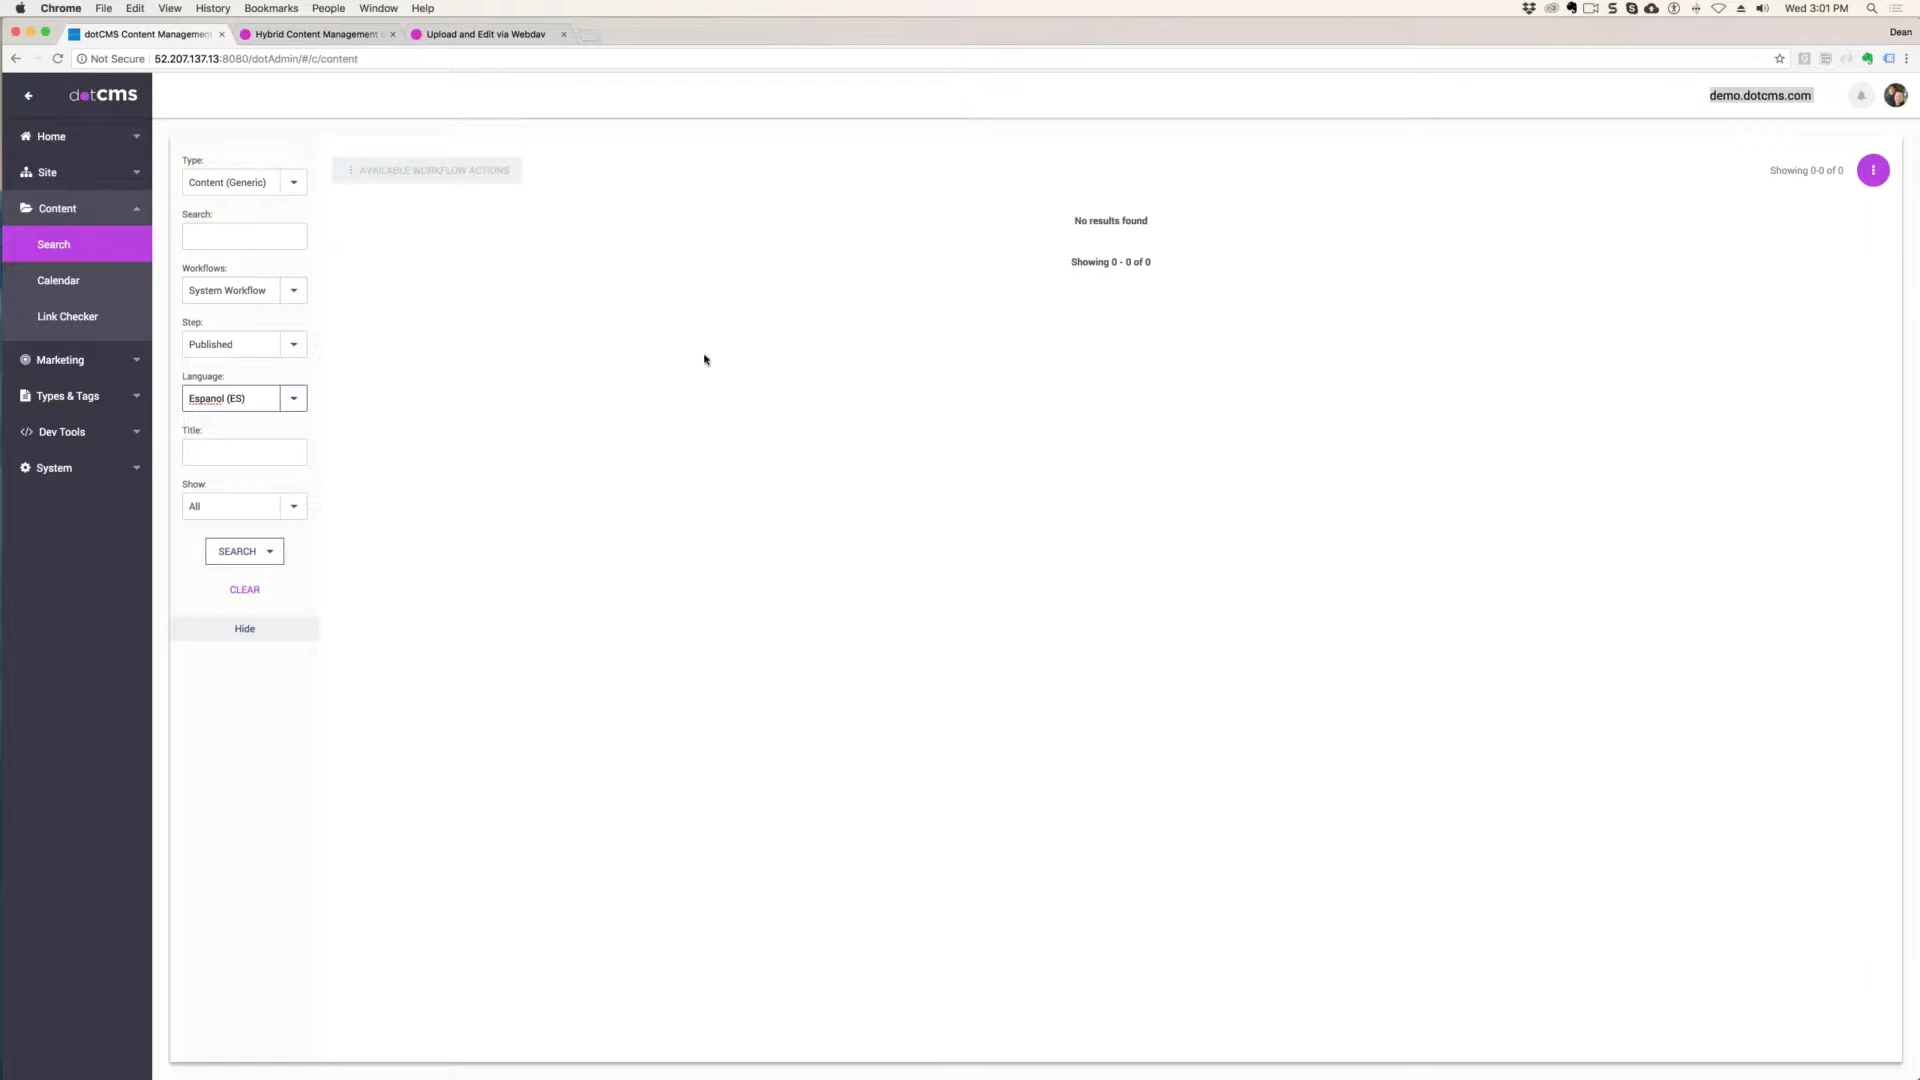 Chrome File Edit View History Bookmarks People Window Help
Wed 3:01 PM
dotCMS Content Management
Hybrid Content Management
Upload and Edit via Webdav
Dean
Not Secure 52.207.137.13:8080/dotAdmin/#/c/content
dotCMS
demo.dotcms.com
Home
Site
Content
Search
Calendar
Link Checker
Marketing
Types & Tags
Dev Tools
System
Type:
Content (Generic)
Search:
Workflows:
System Workflow
Step:
Published
Language:
Espanol (ES)
Title:
Show:
All
SEARCH
CLEAR
Hide
AVAILABLE WORKFLOW ACTIONS
Showing 0-0 of 0
No results found
Showing 0 - 0 of 0